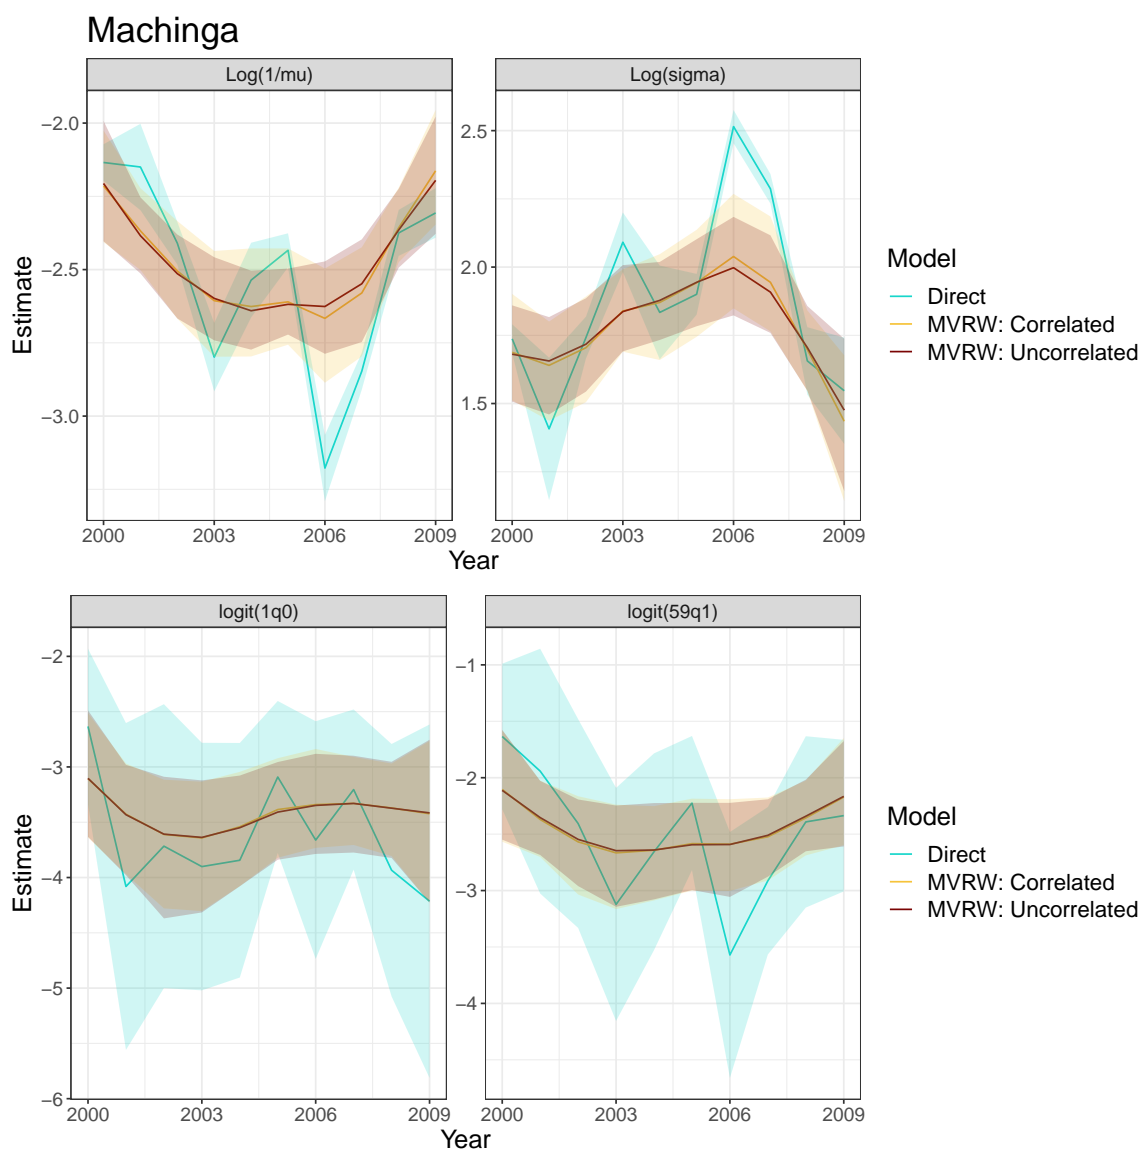 Machinga
Log(1/mu)
Log(sigma)
−2.0
−2.5
−3.0
2.5
2.0
1.5
Estimate
2000
2003
2006
2009
2000
2003
2006
2009
Year
Model
Direct
MVRW: Correlated
MVRW: Uncorrelated
logit(1q0)
logit(59q1)
−2
−3
−4
−5
−6
−1
−2
−3
−4
Estimate
2000
2003
2006
2009
2000
2003
2006
2009
Year
Model
Direct
MVRW: Correlated
MVRW: Uncorrelated